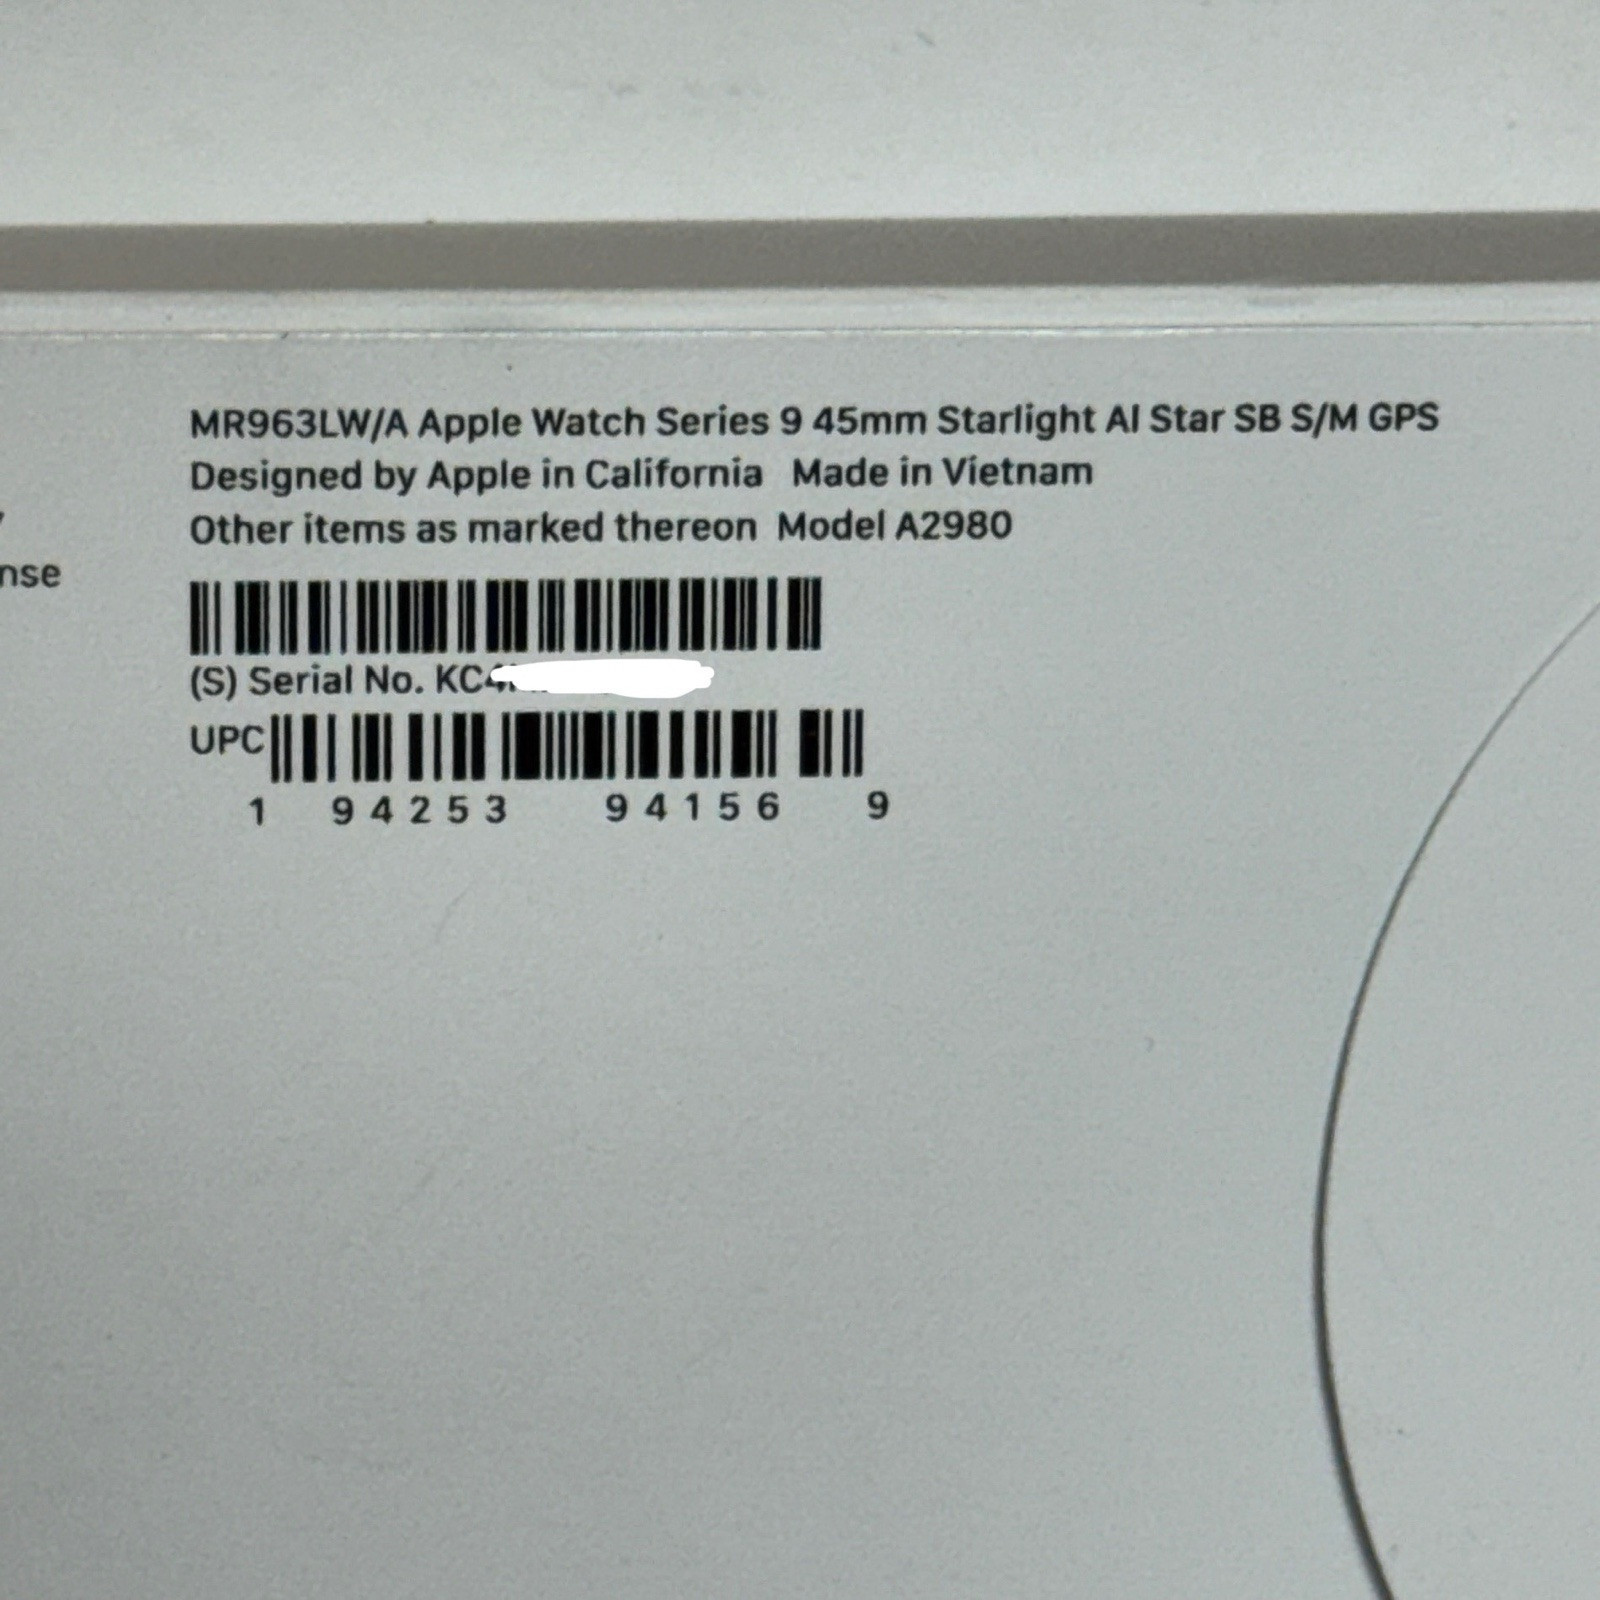 MR963LW/A Apple Watch Series 9 45mm Starlight Al Star SB S/M GPS
Designed by Apple in California Made in Vietnam
Other items as marked thereon Model A2980
nse
(S) Serial No. KC4
UPC
1 94253 94156 9